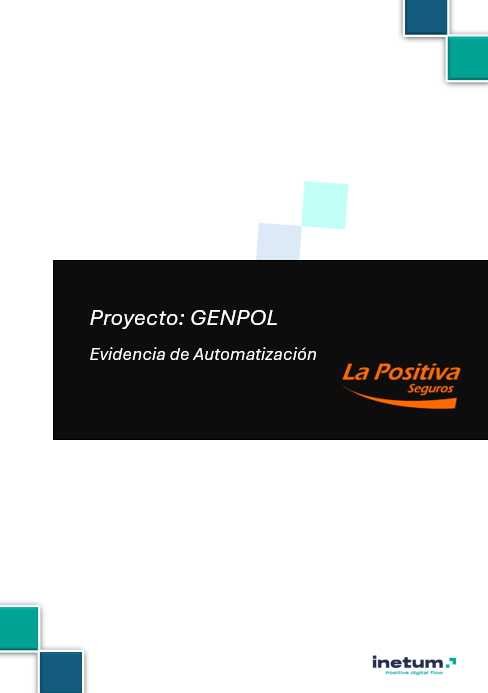 Proyecto: GENPOL
Evidencia de Automatización
La Positiva
Seguros
inetum.
Positive digital flow